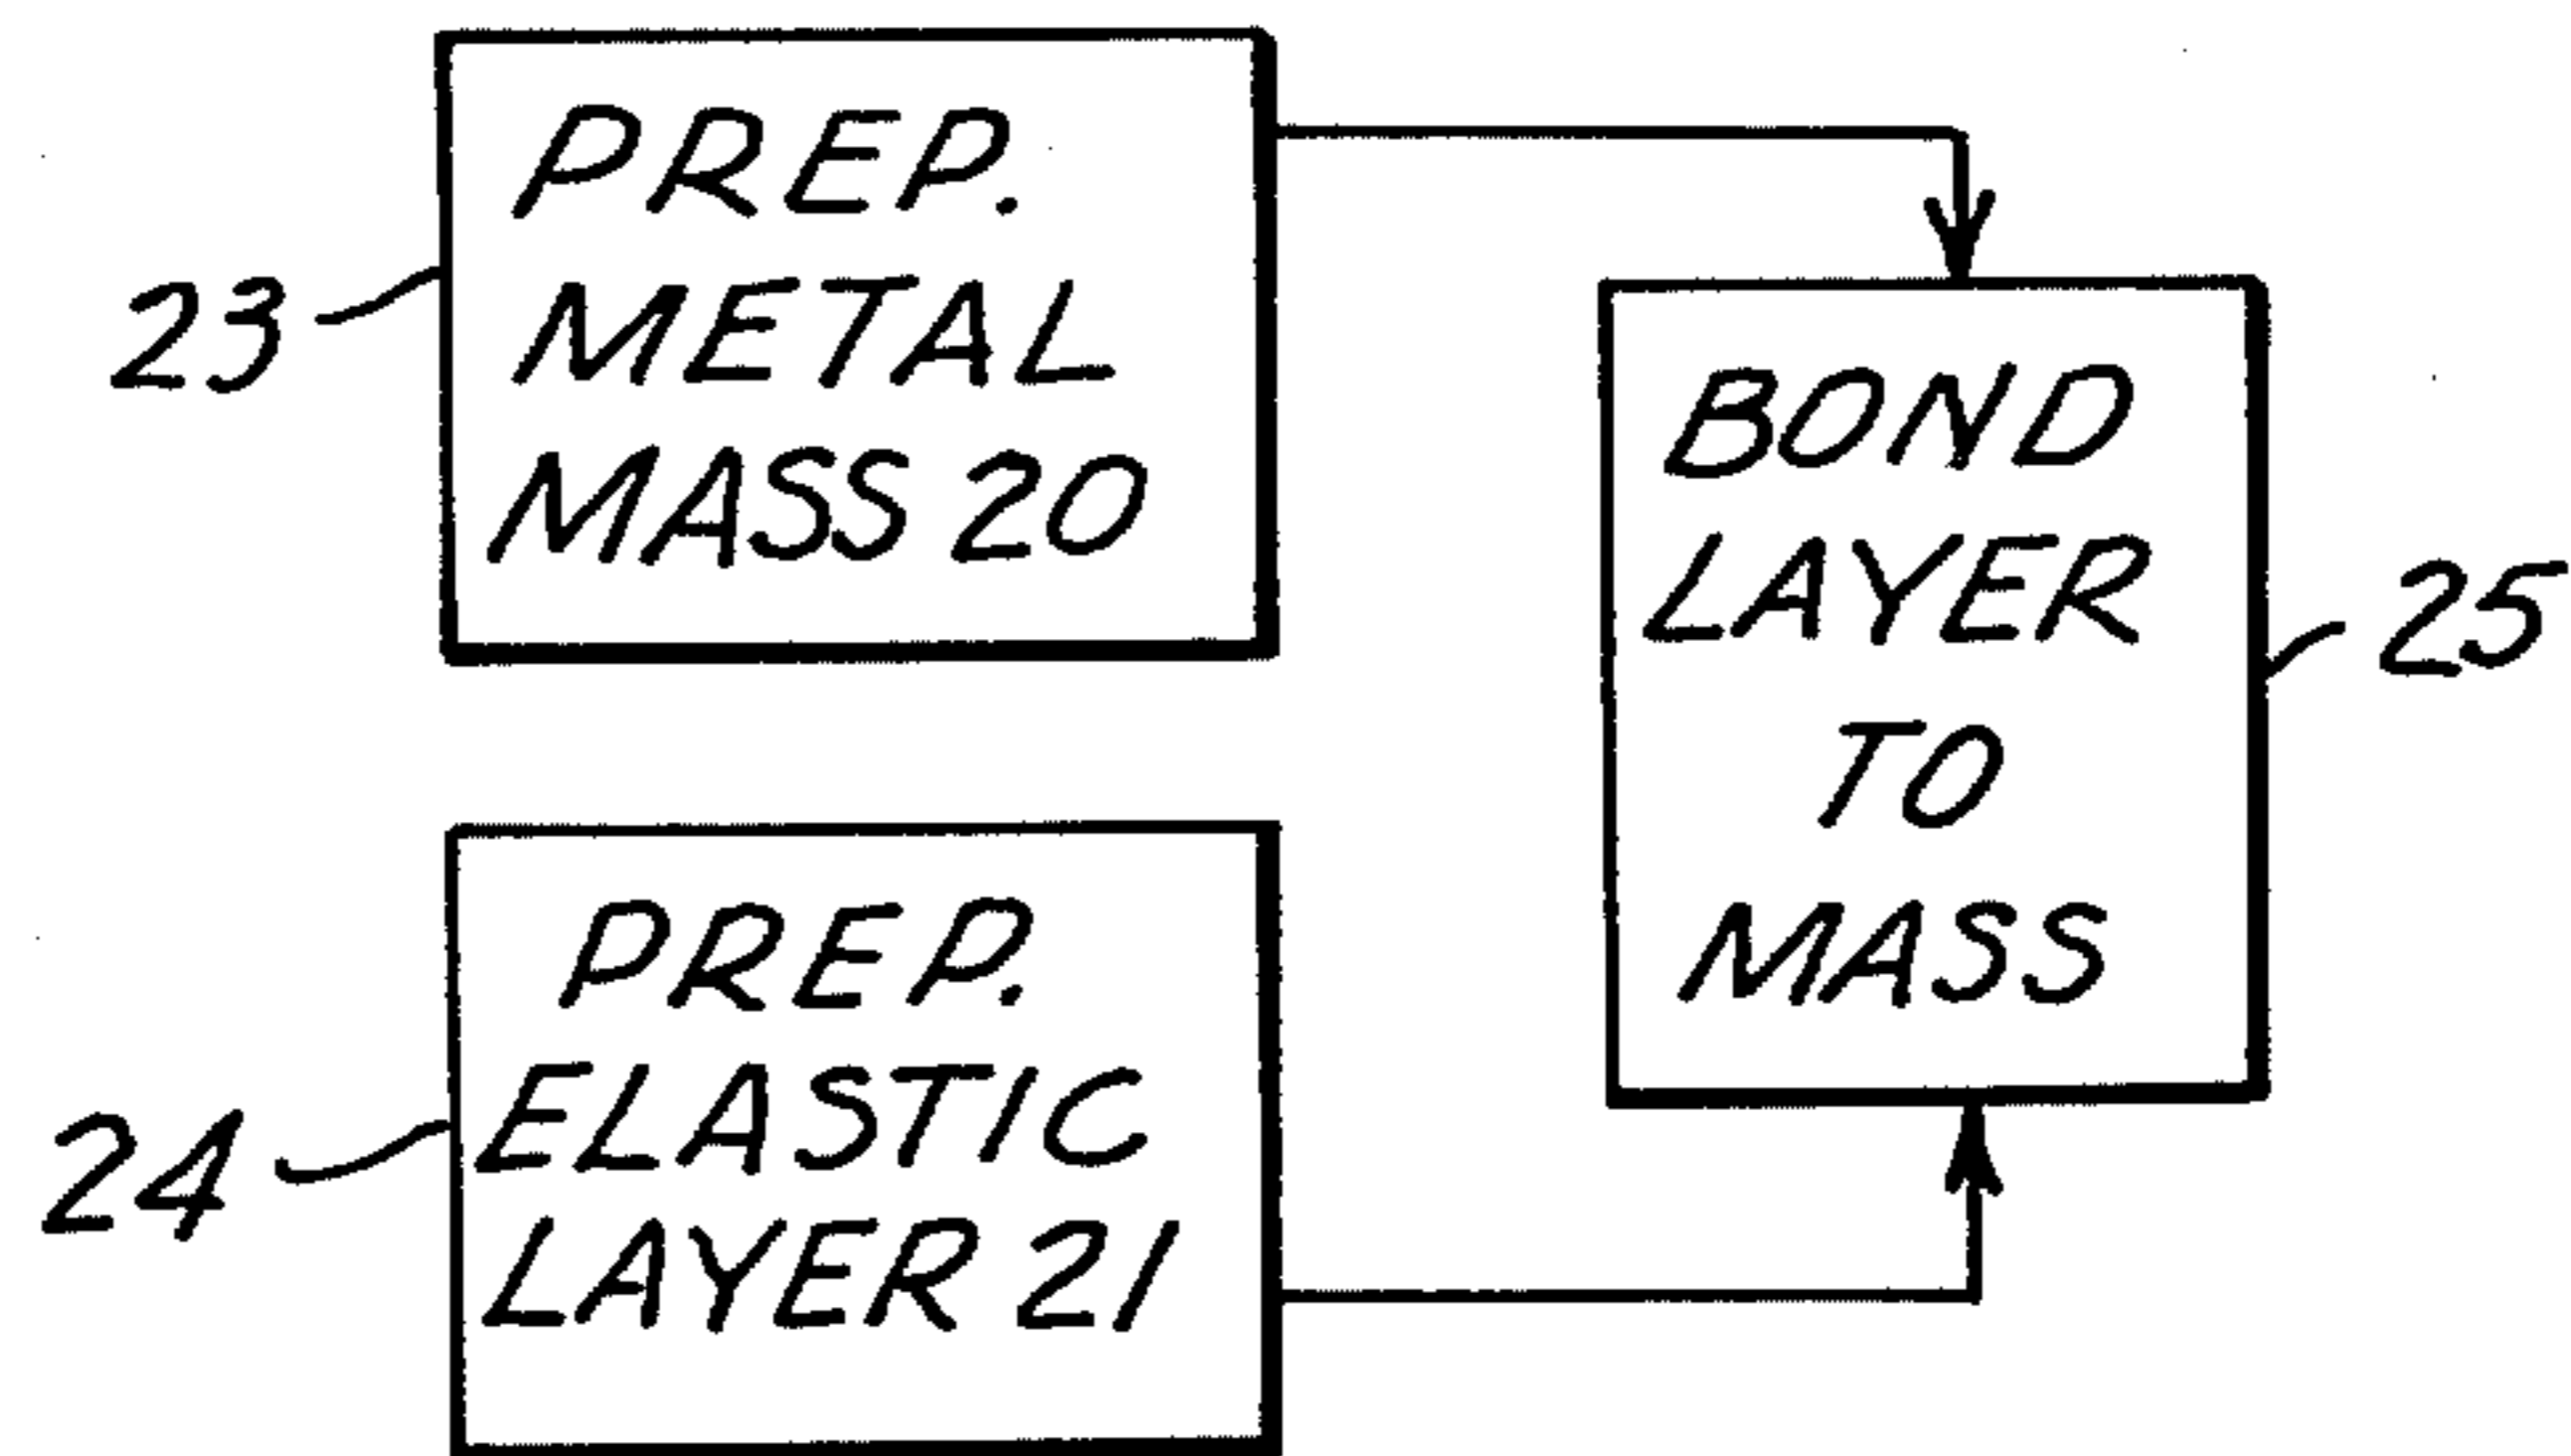 PREP.
METAL
MASS 20
23
PREP.
ELASTIC
LAYER 21
24
BOND
LAYER
TO
MASS
25